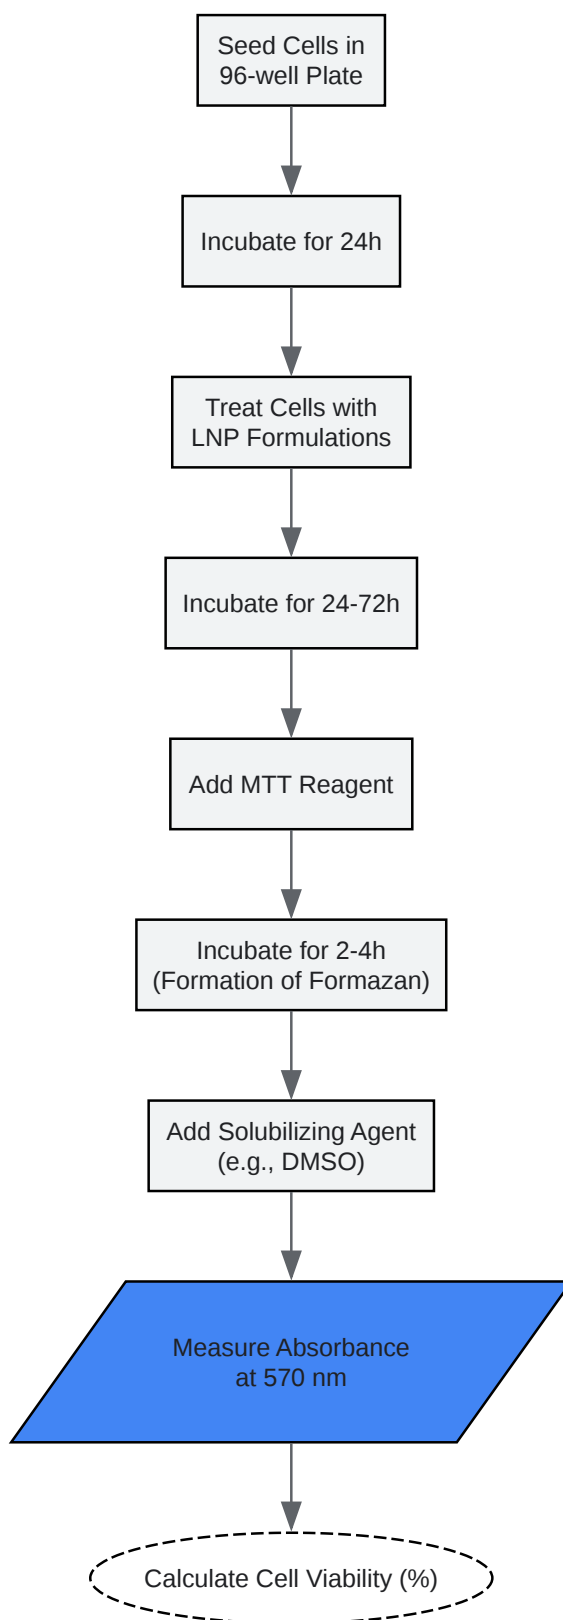 Seed Cells in
96-well Plate
Incubate for 24h
Treat Cells with
LNP Formulations
Incubate for 24-72h
Add MTT Reagent
Incubate for 2-4h
(Formation of Formazan)
Add Solubilizing Agent
(e.g., DMSO)
Measure Absorbance
at 570 nm
Calculate Cell Viability (%)